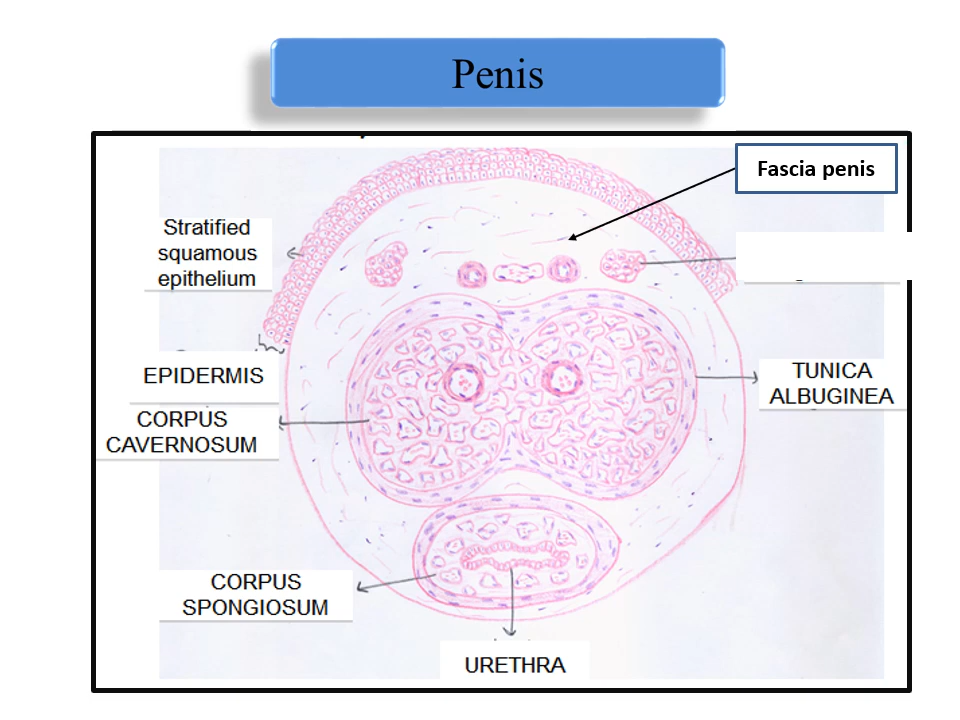 Penis
Fascia penis
Stratified
squamous
epithelium
EPIDERMIS
CORPUS
CAVERNOSUM
TUNICA
ALBUGINEA
CORPUS
SPONGIOSUM
URETHRA